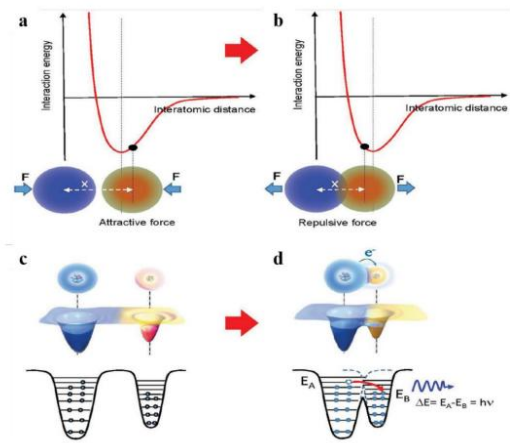 a
Interaction energy
Interatomic distance
F
X
F
Attractive force
b
Interaction energy
Interatomic distance
F
X
F
Repulsive force
c
d
e⁻
E_A
E_B
ΔE= E_A-E_B = hν